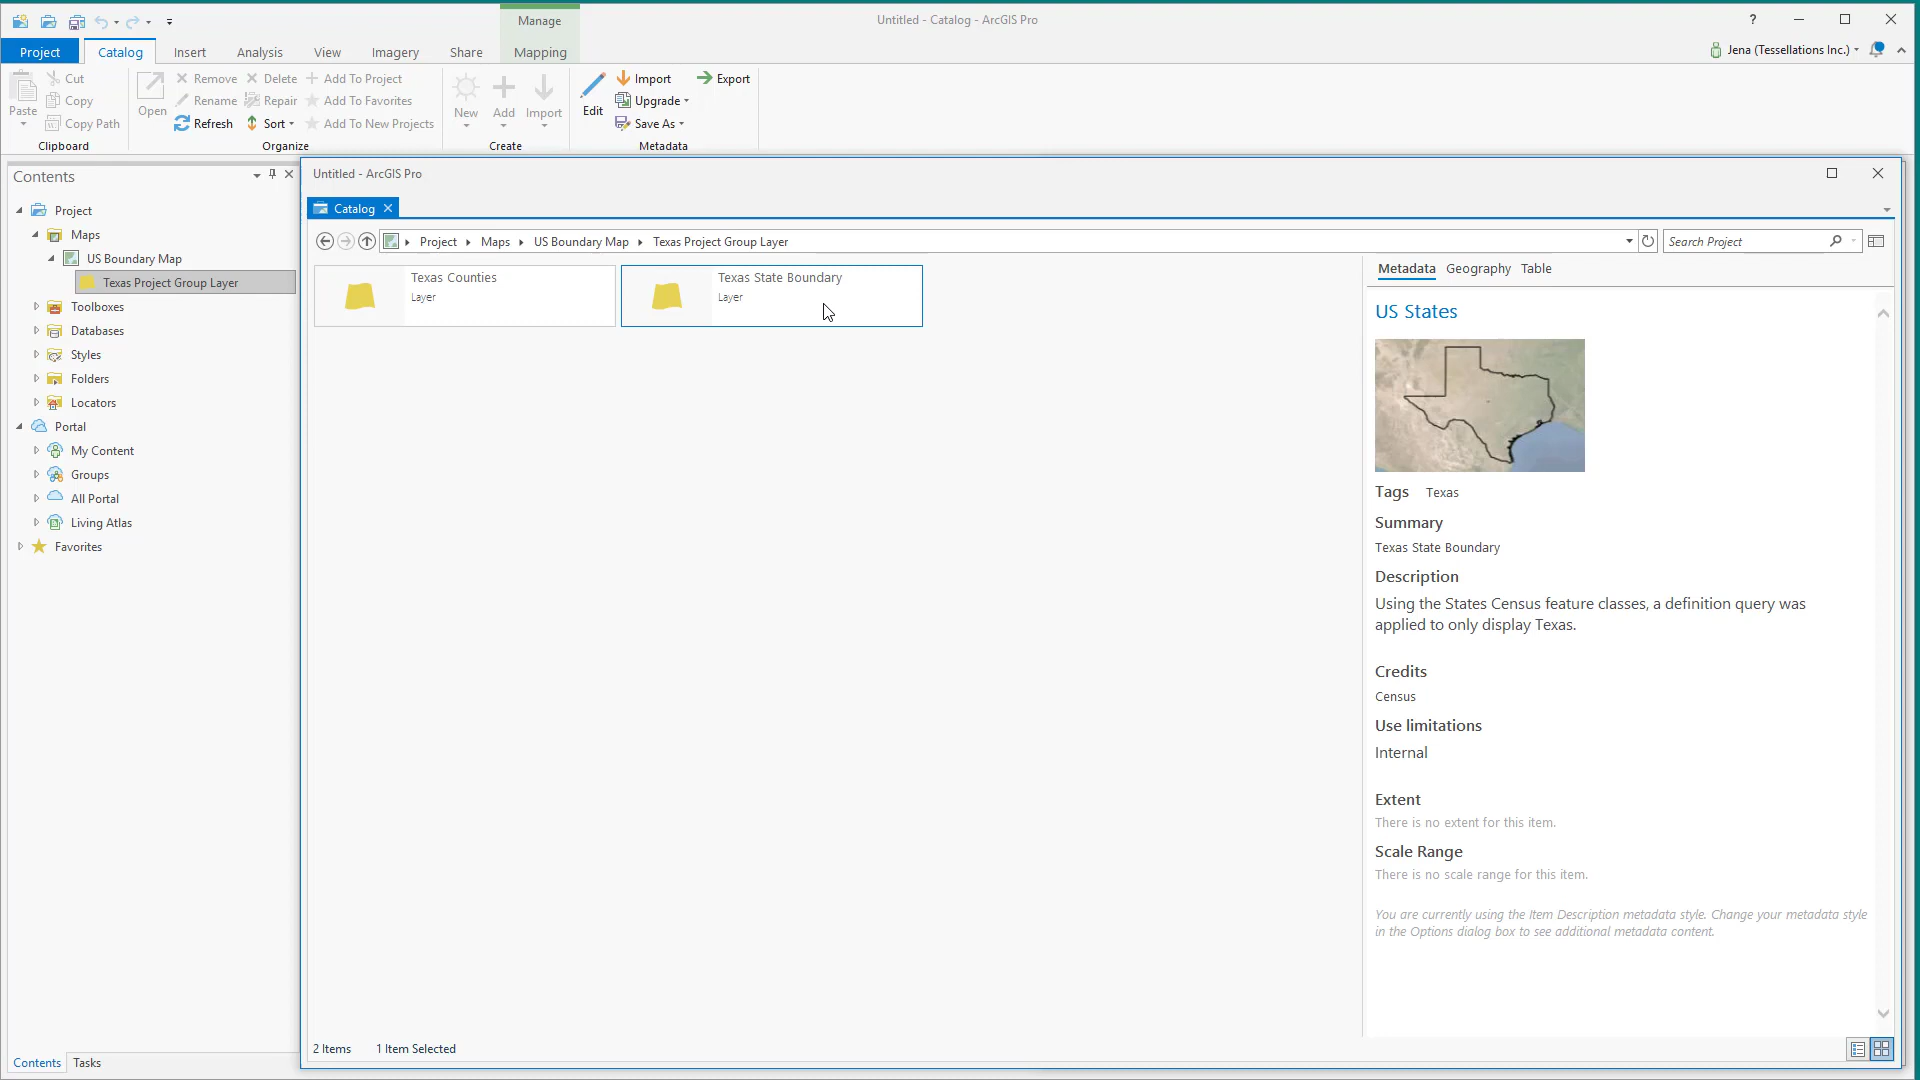 Manage
Untitled - Catalog - ArcGIS Pro
?
Project
Catalog
Insert
Analysis
View
Imagery
Share
Mapping
Jena (Tessellations Inc.)
Paste
Cut
Copy
Copy Path
Clipboard
Open
Remove
Delete
Add To Project
Rename
Repair
Add To Favorites
Refresh
Sort
Add To New Projects
Organize
New
Add
Import
Create
Edit
Import
Export
Upgrade
Save As
Metadata
Contents
Project
Maps
US Boundary Map
Texas Project Group Layer
Toolboxes
Databases
Styles
Folders
Locators
Portal
My Content
Groups
All Portal
Living Atlas
Favorites
Contents
Tasks
Untitled - ArcGIS Pro
Catalog
Project
Maps
US Boundary Map
Texas Project Group Layer
Search Project
Texas Counties
Layer
Texas State Boundary
Layer
2 Items
1 Item Selected
Metadata
Geography
Table
US States
Tags Texas
Summary
Texas State Boundary
Description
Using the States Census feature classes, a definition query was
applied to only display Texas.
Credits
Census
Use limitations
Internal
Extent
There is no extent for this item.
Scale Range
There is no scale range for this item.
You are currently using the Item Description metadata style. Change your metadata style
in the Options dialog box to see additional metadata content.